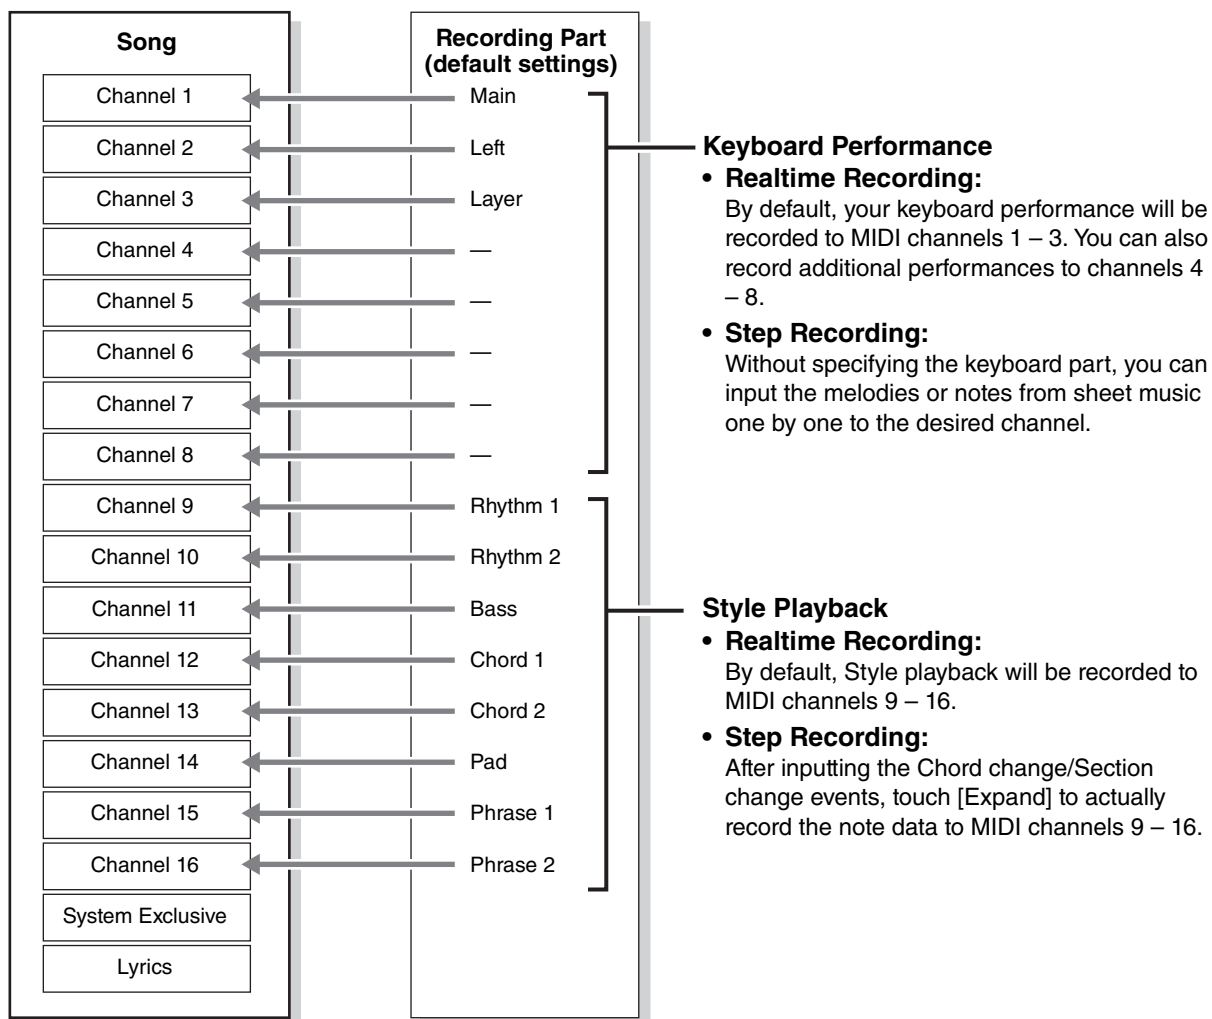 Song
Channel 1
Channel 2
Channel 3
Channel 4
Channel 5
Channel 6
Channel 7
Channel 8
Channel 9
Channel 10
Channel 11
Channel 12
Channel 13
Channel 14
Channel 15
Channel 16
System Exclusive
Lyrics
Recording Part
(default settings)
Main
Left
Layer
—
—
—
—
—
Rhythm 1
Rhythm 2
Bass
Chord 1
Chord 2
Pad
Phrase 1
Phrase 2
Keyboard Performance
• Realtime Recording:
By default, your keyboard performance will be
recorded to MIDI channels 1 – 3. You can also
record additional performances to channels 4
– 8.
• Step Recording:
Without specifying the keyboard part, you can
input the melodies or notes from sheet music
one by one to the desired channel.
Style Playback
• Realtime Recording:
By default, Style playback will be recorded to
MIDI channels 9 – 16.
• Step Recording:
After inputting the Chord change/Section
change events, touch [Expand] to actually
record the note data to MIDI channels 9 – 16.